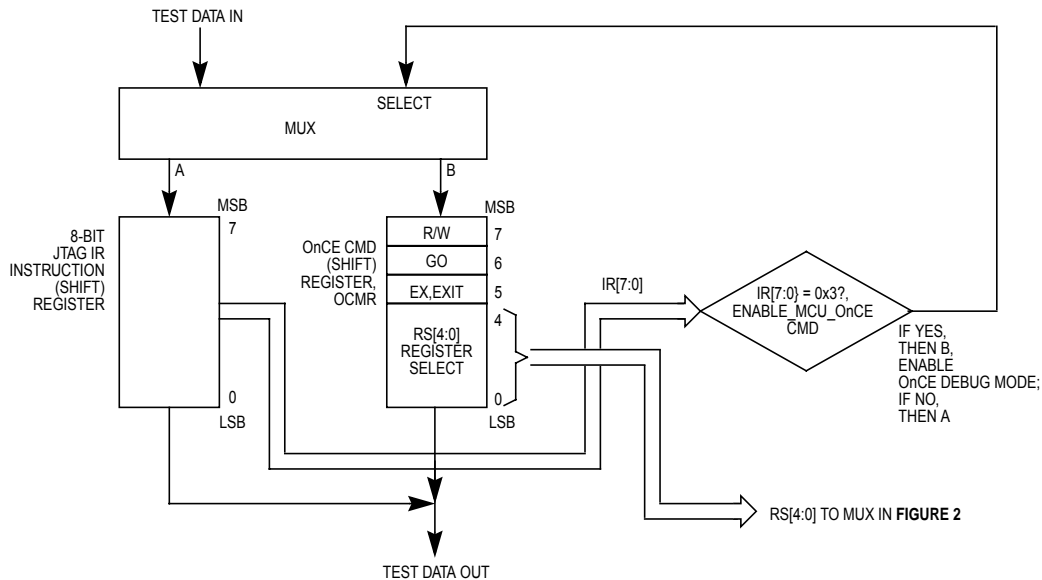 TEST DATA IN
SELECT
MUX
A
B
MSB
7
8-BIT
JTAG IR
INSTRUCTION
(SHIFT)
REGISTER
0
LSB
OnCE CMD
(SHIFT)
REGISTER,
OCMR
MSB
R/W
7
GO
6
EX,EXIT
5
4
RS[4:0]
REGISTER
SELECT
0
LSB
IR[7:0]
IR[7:0} = 0x3?,
ENABLE_MCU_OnCE
CMD
IF YES,
THEN B,
ENABLE
OnCE DEBUG MODE;
IF NO,
THEN A
RS[4:0] TO MUX IN FIGURE 2
TEST DATA OUT